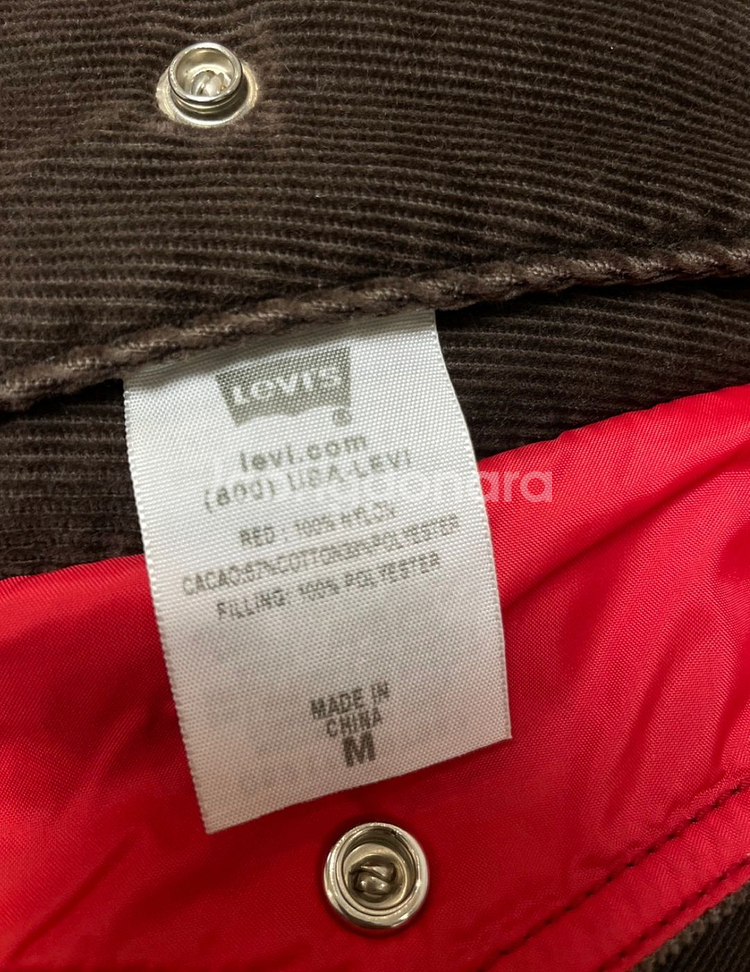 Levi's
®
levi.com
(800) USA-LEVI
RED : 100% NYLON
CACAO:67%COTTON33%POLYESTER
FILLING: 100% POLYESTER
MADE IN
CHINA
M